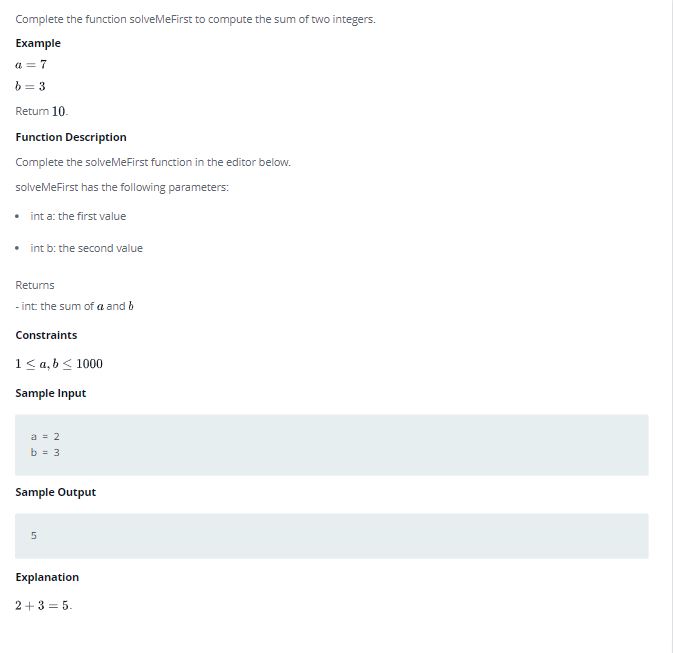 Complete the function solveMeFirst to compute the sum of two integers.
Example
a = 7
b = 3
Return 10.
Function Description
Complete the solveMeFirst function in the editor below.
solveMeFirst has the following parameters:
• int a: the first value
• int b: the second value
Returns
- int: the sum of a and b
Constraints
1 ≤ a, b ≤ 1000
Sample Input
a = 2
b = 3
Sample Output
5
Explanation
2 + 3 = 5.